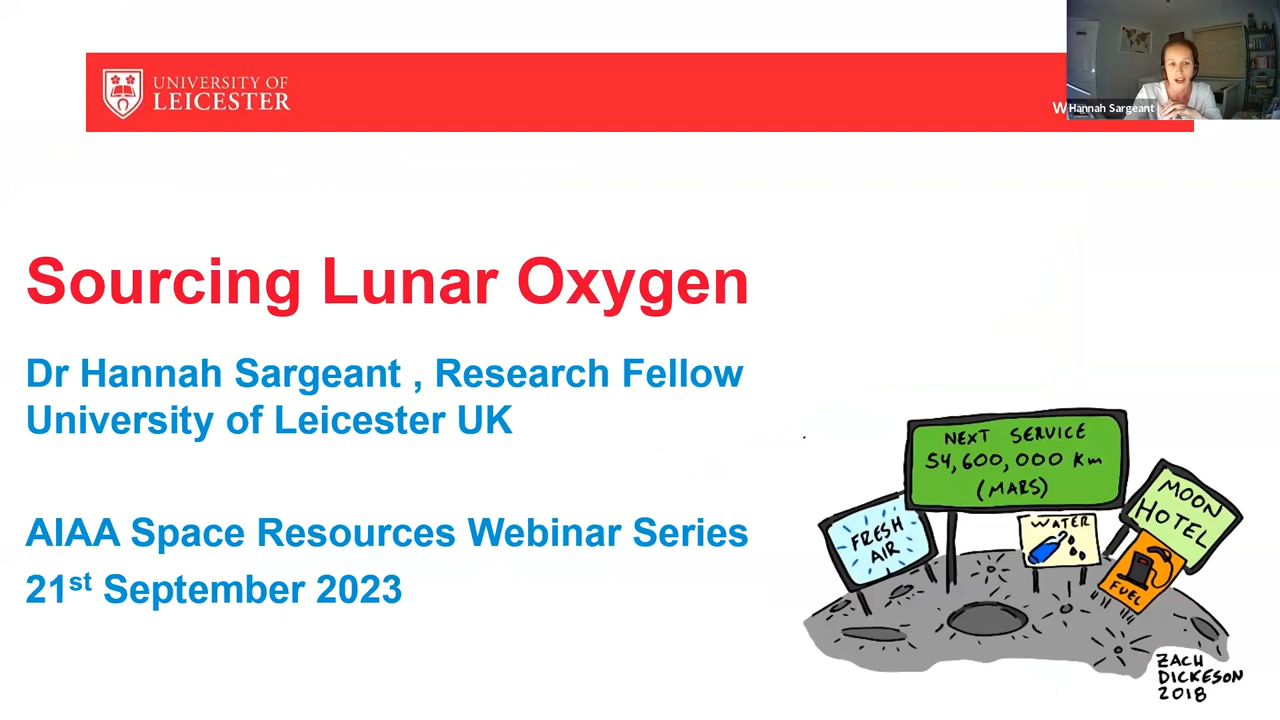 UNIVERSITY OF
LEICESTER
W
Hannah Sargeant
Sourcing Lunar Oxygen
Dr Hannah Sargeant , Research Fellow
University of Leicester UK
AIAA Space Resources Webinar Series
21st September 2023
NEXT SERVICE
54,600,000 Km
(MARS)
FRESH
AIR
WATER
MOON
HOTEL
FUEL
ZACH
DICKESON
2018